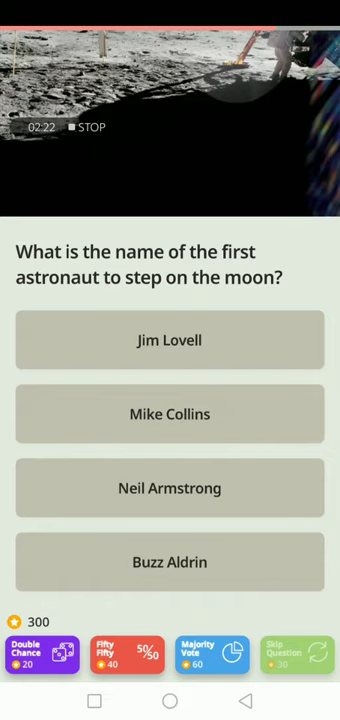 02:22 STOP
What is the name of the first
astronaut to step on the moon?
Jim Lovell
Mike Collins
Neil Armstrong
Buzz Aldrin
300
Double
Chance
20
Fifty
Fifty
40
5/50
Majority
Vote
60
Skip
Question
30